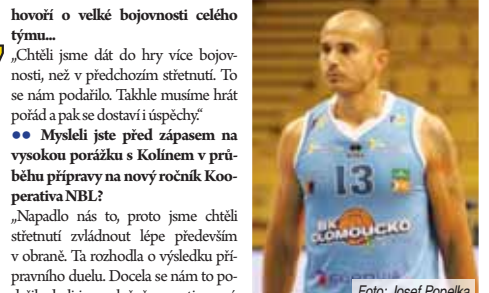 hovoří o velké bojovnosti celého
týmu...
„Chtěli jsme dát do hry více bojov-
nosti, než v předchozím střetnutí. To
se nám podařilo. Takhle musíme hrát
pořád a pak se dostaví i úspěchy.“
●● Mysleli jste před zápasem na
vysokou porážku s Kolínem v prů-
běhu přípravy na nový ročník Koo-
perativa NBL?
„Napadlo nás to, proto jsme chtěli
střetnutí zvládnout lépe především
v obraně. Ta rozhodla o výsledku pří-
pravného duelu. Docela se nám to po-
13
BK
OLOMOUCKO
Foto: Josef Popelka